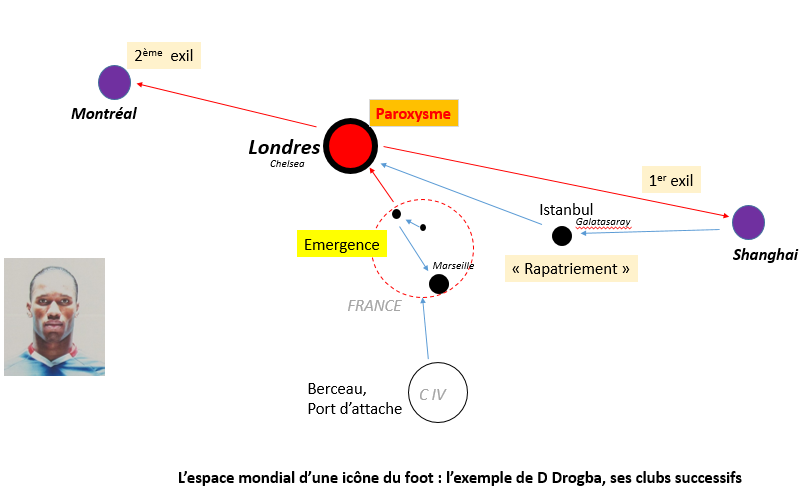 2ème exil
Montréal
Paroxysme
Londres
Chelsea
1er exil
Istanbul
Galatasaray
Shanghai
Emergence
Marseille
« Rapatriement »
FRANCE
Berceau,
Port d’attache
C IV
L’espace mondial d’une icône du foot : l’exemple de D Drogba, ses clubs successifs